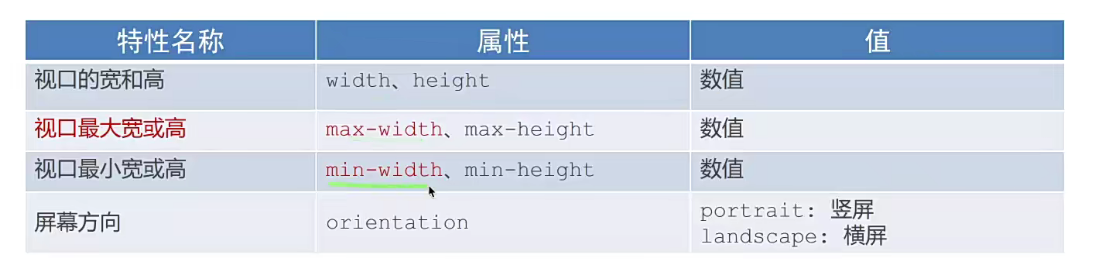 特性名称 属性 值
视口的宽和高 width、height 数值
视口最大宽或高 max-width、max-height 数值
视口最小宽或高 min-width、min-height 数值
屏幕方向 orientation portrait: 竖屏
landscape: 横屏